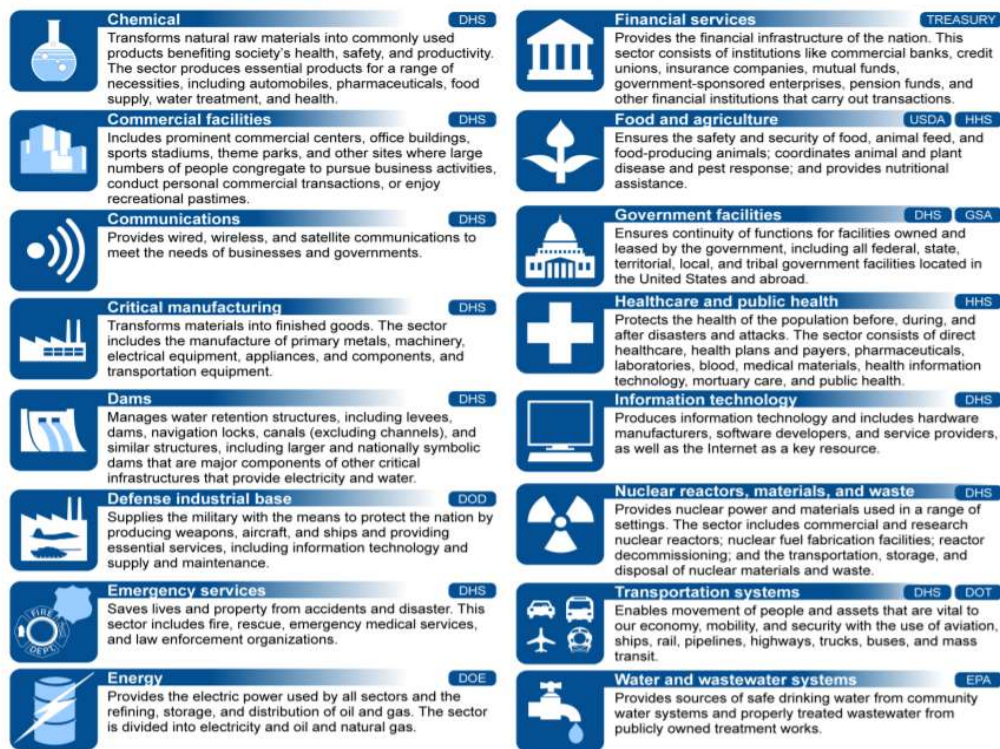 Chemical DHS
Transforms natural raw materials into commonly used
products benefiting society's health, safety, and productivity.
The sector produces essential products for a range of
necessities, including automobiles, pharmaceuticals, food
supply, water treatment, and health.
Commercial facilities DHS
Includes prominent commercial centers, office buildings,
sports stadiums, theme parks, and other sites where large
numbers of people congregate to pursue business activities,
conduct personal commercial transactions, or enjoy
recreational pastimes.
Communications DHS
Provides wired, wireless, and satellite communications to
meet the needs of businesses and governments.
Critical manufacturing DHS
Transforms materials into finished goods. The sector
includes the manufacture of primary metals, machinery,
electrical equipment, appliances, and components, and
transportation equipment.
Dams DHS
Manages water retention structures, including levees,
dams, navigation locks, canals (excluding channels), and
similar structures, including larger and nationally symbolic
dams that are major components of other critical
infrastructures that provide electricity and water.
Defense industrial base DOD
Supplies the military with the means to protect the nation by
producing weapons, aircraft, and ships and providing
essential services, including information technology and
supply and maintenance.
FIRE
DEPT.
Emergency services DHS
Saves lives and property from accidents and disaster. This
sector includes fire, rescue, emergency medical services,
and law enforcement organizations.
Energy DOE
Provides the electric power used by all sectors and the
refining, storage, and distribution of oil and gas. The sector
is divided into electricity and oil and natural gas.
Financial services TREASURY
Provides the financial infrastructure of the nation. This
sector consists of institutions like commercial banks, credit
unions, insurance companies, mutual funds,
government-sponsored enterprises, pension funds, and
other financial institutions that carry out transactions.
Food and agriculture USDA HHS
Ensures the safety and security of food, animal feed, and
food-producing animals; coordinates animal and plant
disease and pest response; and provides nutritional
assistance.
Government facilities DHS GSA
Ensures continuity of functions for facilities owned and
leased by the government, including all federal, state,
territorial, local, and tribal government facilities located in
the United States and abroad.
Healthcare and public health HHS
Protects the health of the population before, during, and
after disasters and attacks. The sector consists of direct
healthcare, health plans and payers, pharmaceuticals,
laboratories, blood, medical materials, health information
technology, mortuary care, and public health.
Information technology DHS
Produces information technology and includes hardware
manufacturers, software developers, and service providers,
as well as the Internet as a key resource.
Nuclear reactors, materials, and waste DHS
Provides nuclear power and materials used in a range of
settings. The sector includes commercial and research
nuclear reactors; nuclear fuel fabrication facilities; reactor
decommissioning; and the transportation, storage, and
disposal of nuclear materials and waste.
Transportation systems DHS DOT
Enables movement of people and assets that are vital to
our economy, mobility, and security with the use of aviation,
ships, rail, pipelines, highways, trucks, buses, and mass
transit.
Water and wastewater systems EPA
Provides sources of safe drinking water from community
water systems and properly treated wastewater from
publicly owned treatment works.